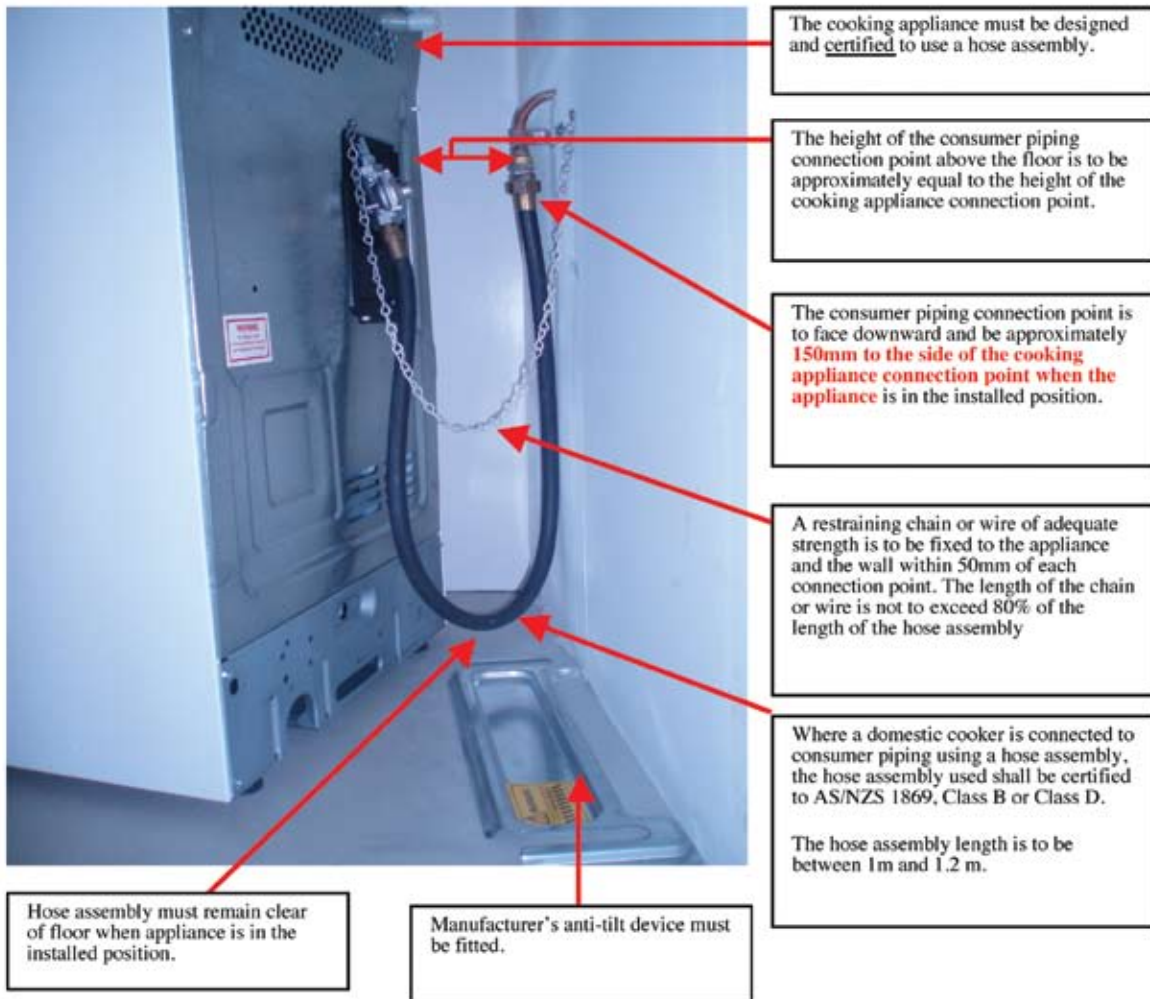 The cooking appliance must be designed
and certified to use a hose assembly.
The height of the consumer piping
connection point above the floor is to be
approximately equal to the height of the
cooking appliance connection point.
The consumer piping connection point is
to face downward and be approximately
150mm to the side of the cooking
appliance connection point when the
appliance is in the installed position.
A restraining chain or wire of adequate
strength is to be fixed to the appliance
and the wall within 50mm of each
connection point. The length of the chain
or wire is not to exceed 80% of the
length of the hose assembly
Where a domestic cooker is connected to
consumer piping using a hose assembly,
the hose assembly used shall be certified
to AS/NZS 1869, Class B or Class D.
The hose assembly length is to be
between 1m and 1.2 m.
Hose assembly must remain clear
of floor when appliance is in the
installed position.
Manufacturer's anti-tilt device must
be fitted.